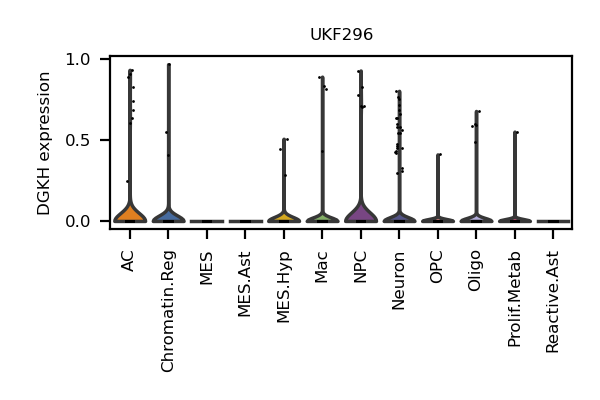 UKF296
DGKH expression
1.0
0.5
0.0
AC
Chromatin.Reg
MES
MES.Ast
MES.Hyp
Mac
NPC
Neuron
OPC
Oligo
Prolif.Metab
Reactive.Ast